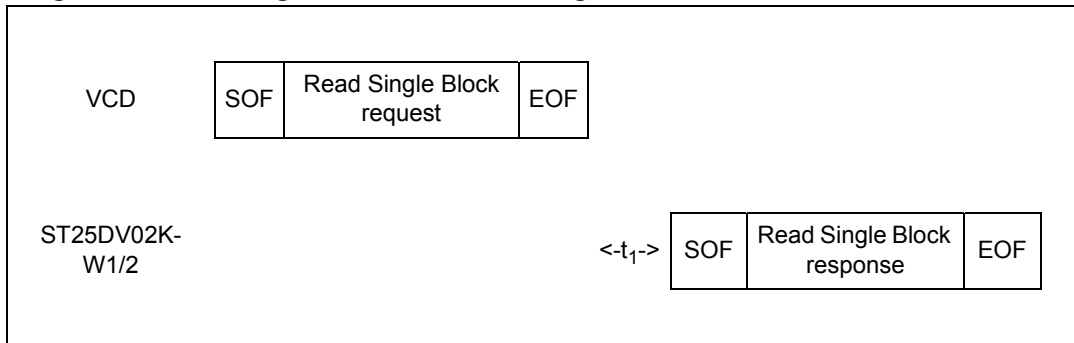 VCD
SOF
Read Single Block
request
EOF
ST25DV02K-
W1/2
<-t1->
SOF
Read Single Block
response
EOF